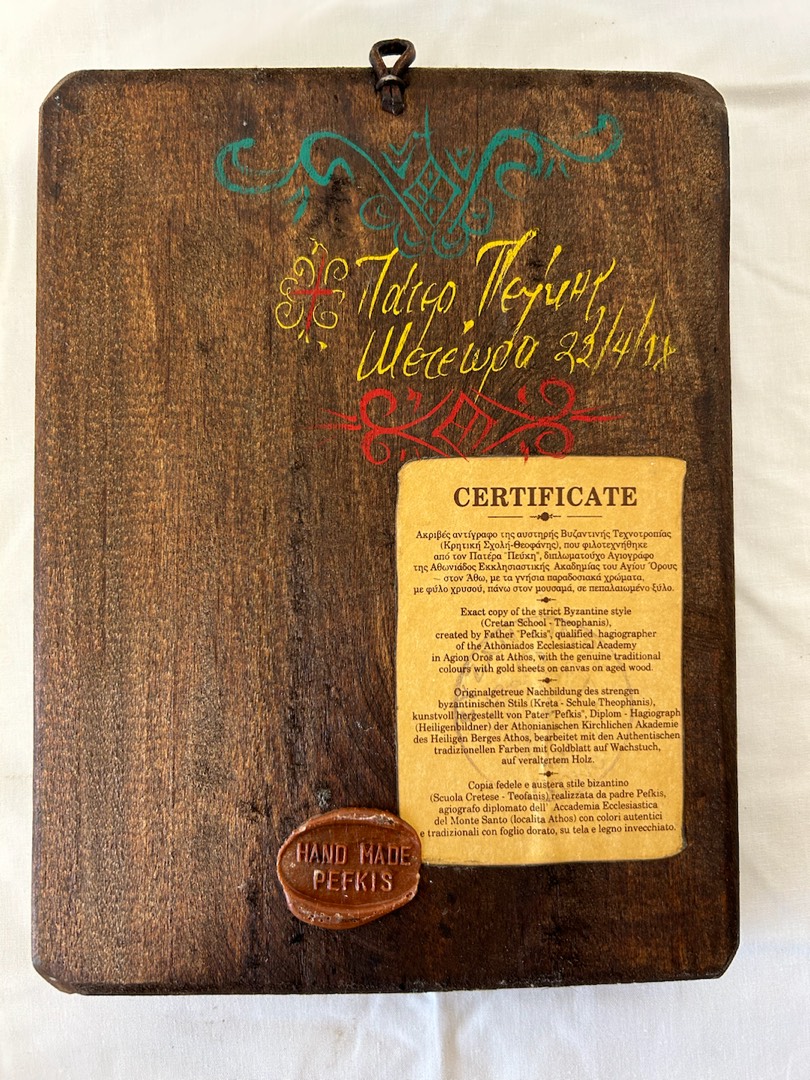 Πάτερ Πεύκης
Μετέωρα 23/4/98
CERTIFICATE
Ακριβές αντίγραφο της αυστηρής Βυζαντινής Τεχνοτροπίας
(Κρητική Σχολή-Θεοφάνης), που φιλοτεχνήθηκε
από τον Πατέρα "Πεύκη", διπλωματούχο Αγιογράφο
της Αθωνιάδος Εκκλησιαστικής Ακαδημίας του Αγίου Όρους
στον Άθω, με τα γνήσια παραδοσιακά χρώματα,
με φύλο χρυσού, πάνω στον μουσαμά, σε πεπαλαιωμένο ξύλο.
Exact copy of the strict Byzantine style
(Cretan School - Theophanis),
created by Father "Pefkis", qualified hagiographer
of the Athoniados Ecclesiastical Academy
in Agion Oros at Athos, with the genuine traditional
colours with gold sheets on canvas on aged wood.
Originalgetreue Nachbildung des strengen
byzantinischen Stils (Kreta - Schule Theophanis),
kunstvoll hergestellt von Pater "Pefkis", Diplom - Hagiograph
(Heiligenbildner) der Athonianischen Kirchlichen Akademie
des Heiligen Berges Athos, bearbeitet mit den Authentischen
tradizionellen Farben mit Goldblatt auf Wachstuch,
auf veraltertem Holz.
Copia fedele e austera stile bizantino
(Scuola Cretese - Teofanis) realizzata da padre Pefkis,
agiografo diplomato dell' Accademia Ecclesiastica
del Monte Santo (localita Athos) con colori autentici
e tradizionali con foglio dorato, su tela e legno invecchiato.
HAND MADE
PEFKIS